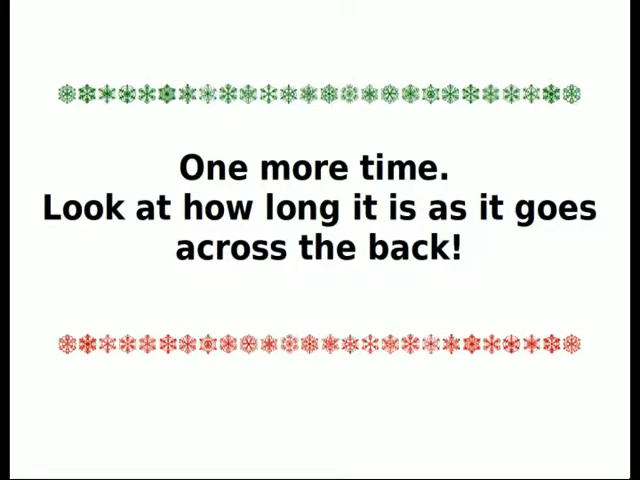 One more time.
Look at how long it is as it goes
across the back!